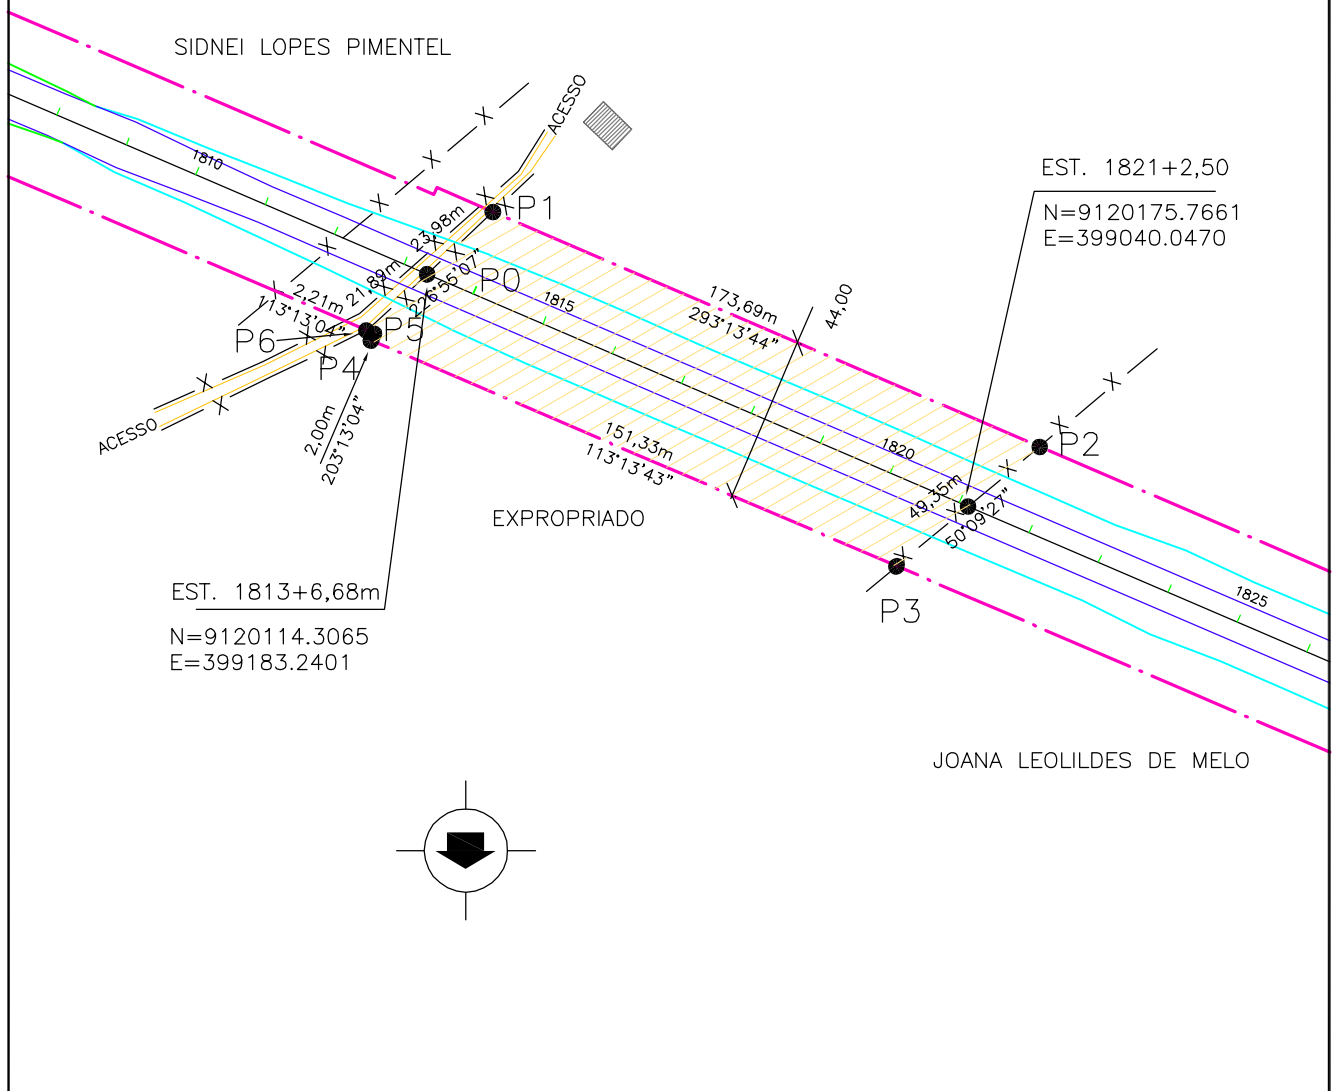 SIDNEI LOPES PIMENTEL
ACESSO
1810
P1
EST. 1821+2,50
N=9120175.7661
E=399040.0470
23,98m
226°55'07"
P0
21,89m
2,21m
113°13'04"
P6
P5
P4
1815
173,69m
293°13'44"
44,00
ACESSO
2,00m
203°13'04"
151,33m
113°13'43"
1820
P2
49,35m
50°09'27"
EXPROPRIADO
P3
1825
EST. 1813+6,68m
N=9120114.3065
E=399183.2401
JOANA LEOLILDES DE MELO